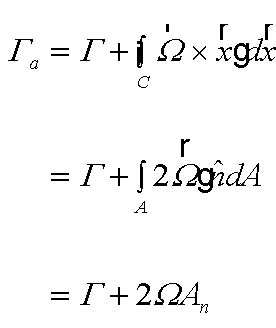 Γa = Γ + ∮C Ω⃗ × x⃗ · dx⃗
= Γ + ∫A 2Ω⃗ · n̂dA
= Γ + 2ΩAn